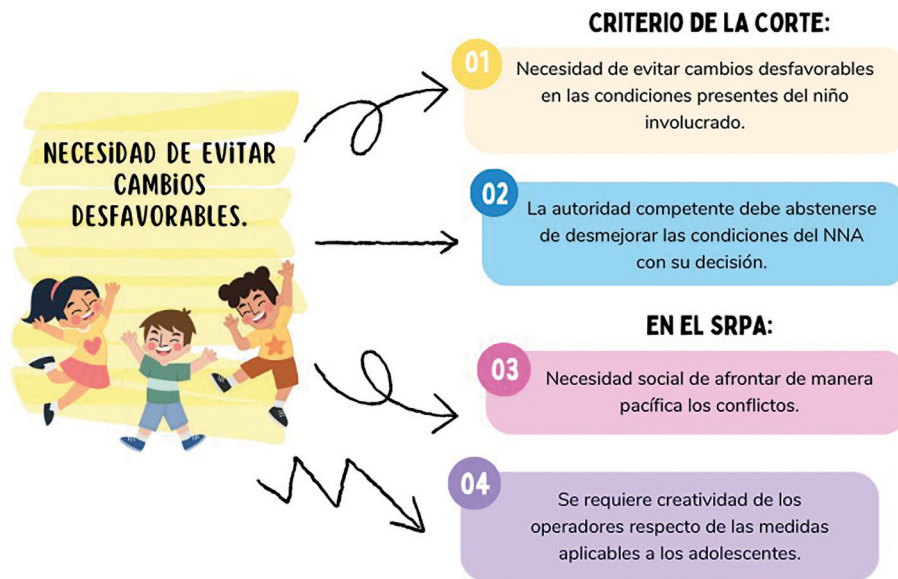 NECESIDAD DE EVITAR
CAMBIOS
DESFAVORABLES.
CRITERIO DE LA CORTE:
01
Necesidad de evitar cambios desfavorables
en las condiciones presentes del niño
involucrado.
02
La autoridad competente debe abstenerse
de desmejorar las condiciones del NNA
con su decisión.
EN EL SRPA:
03
Necesidad social de afrontar de manera
pacífica los conflictos.
04
Se requiere creatividad de los
operadores respecto de las medidas
aplicables a los adolescentes.